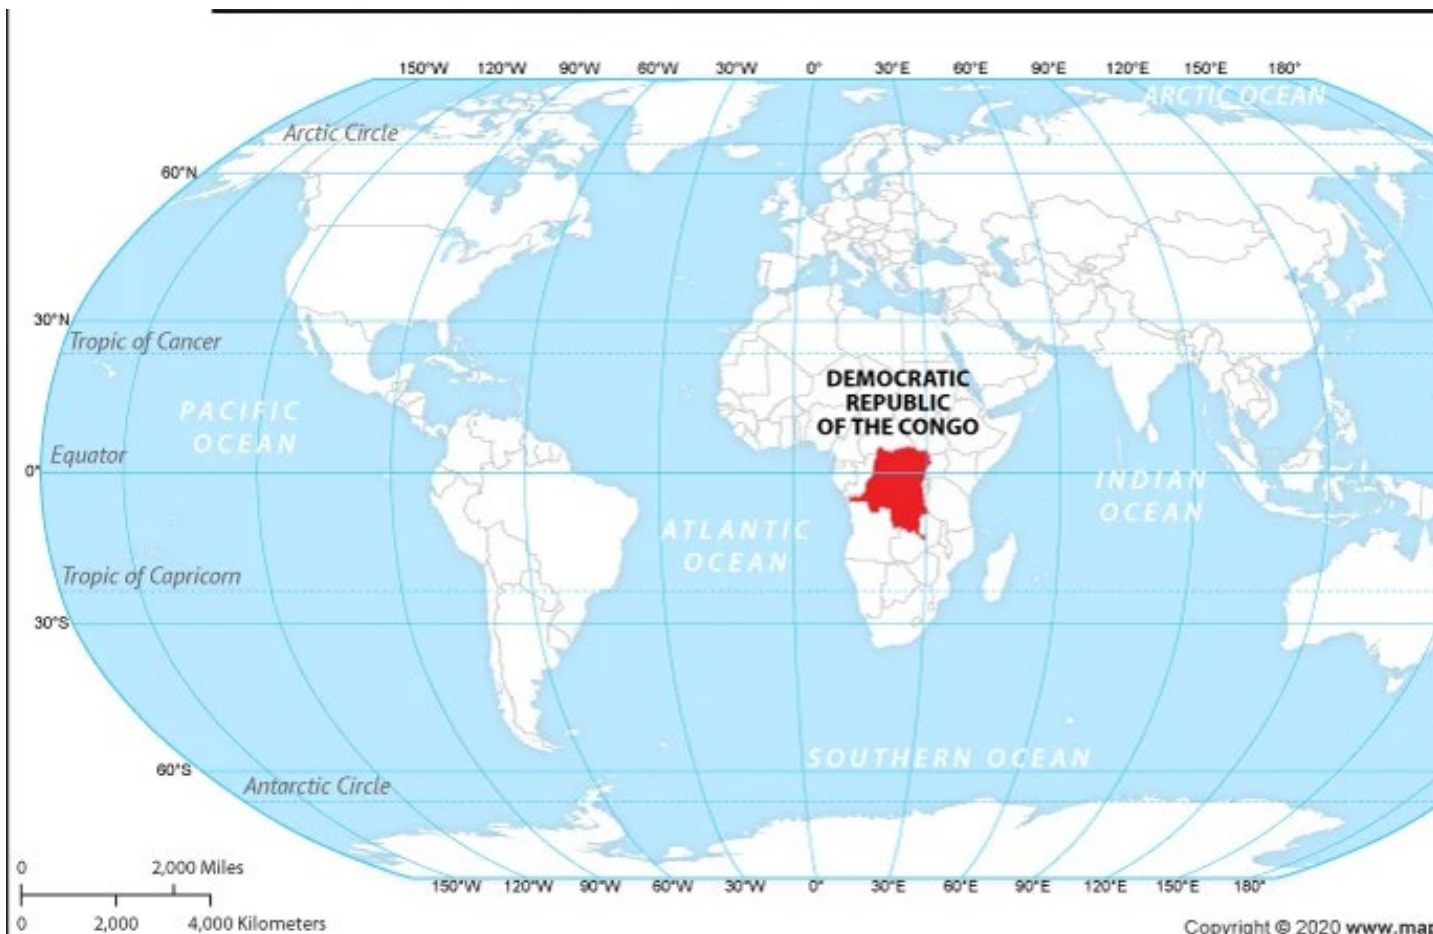 150°W 120°W 90°W 60°W 30°W 0° 30°E 60°E 90°E 120°E 150°E 180°
ARCTIC OCEAN
Arctic Circle
60°N
30°N
Tropic of Cancer
DEMOCRATIC
REPUBLIC
OF THE CONGO
PACIFIC
OCEAN
Equator
0°
INDIAN
OCEAN
ATLANTIC
OCEAN
Tropic of Capricorn
30°S
SOUTHERN OCEAN
60°S
Antarctic Circle
0 2,000 Miles
150°W 120°W 90°W 60°W 30°W 0° 30°E 60°E 90°E 120°E 150°E 180°
0 2,000 4,000 Kilometers
Copyright © 2020 www.map